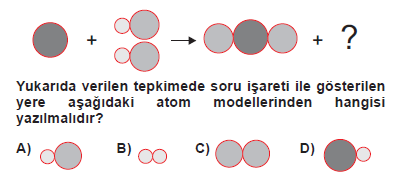 + + ?
Yukarıda verilen tepkimede soru işareti ile gösterilen
yere aşağıdaki atom modellerinden hangisi
yazılmalıdır?
A) B) C) D)